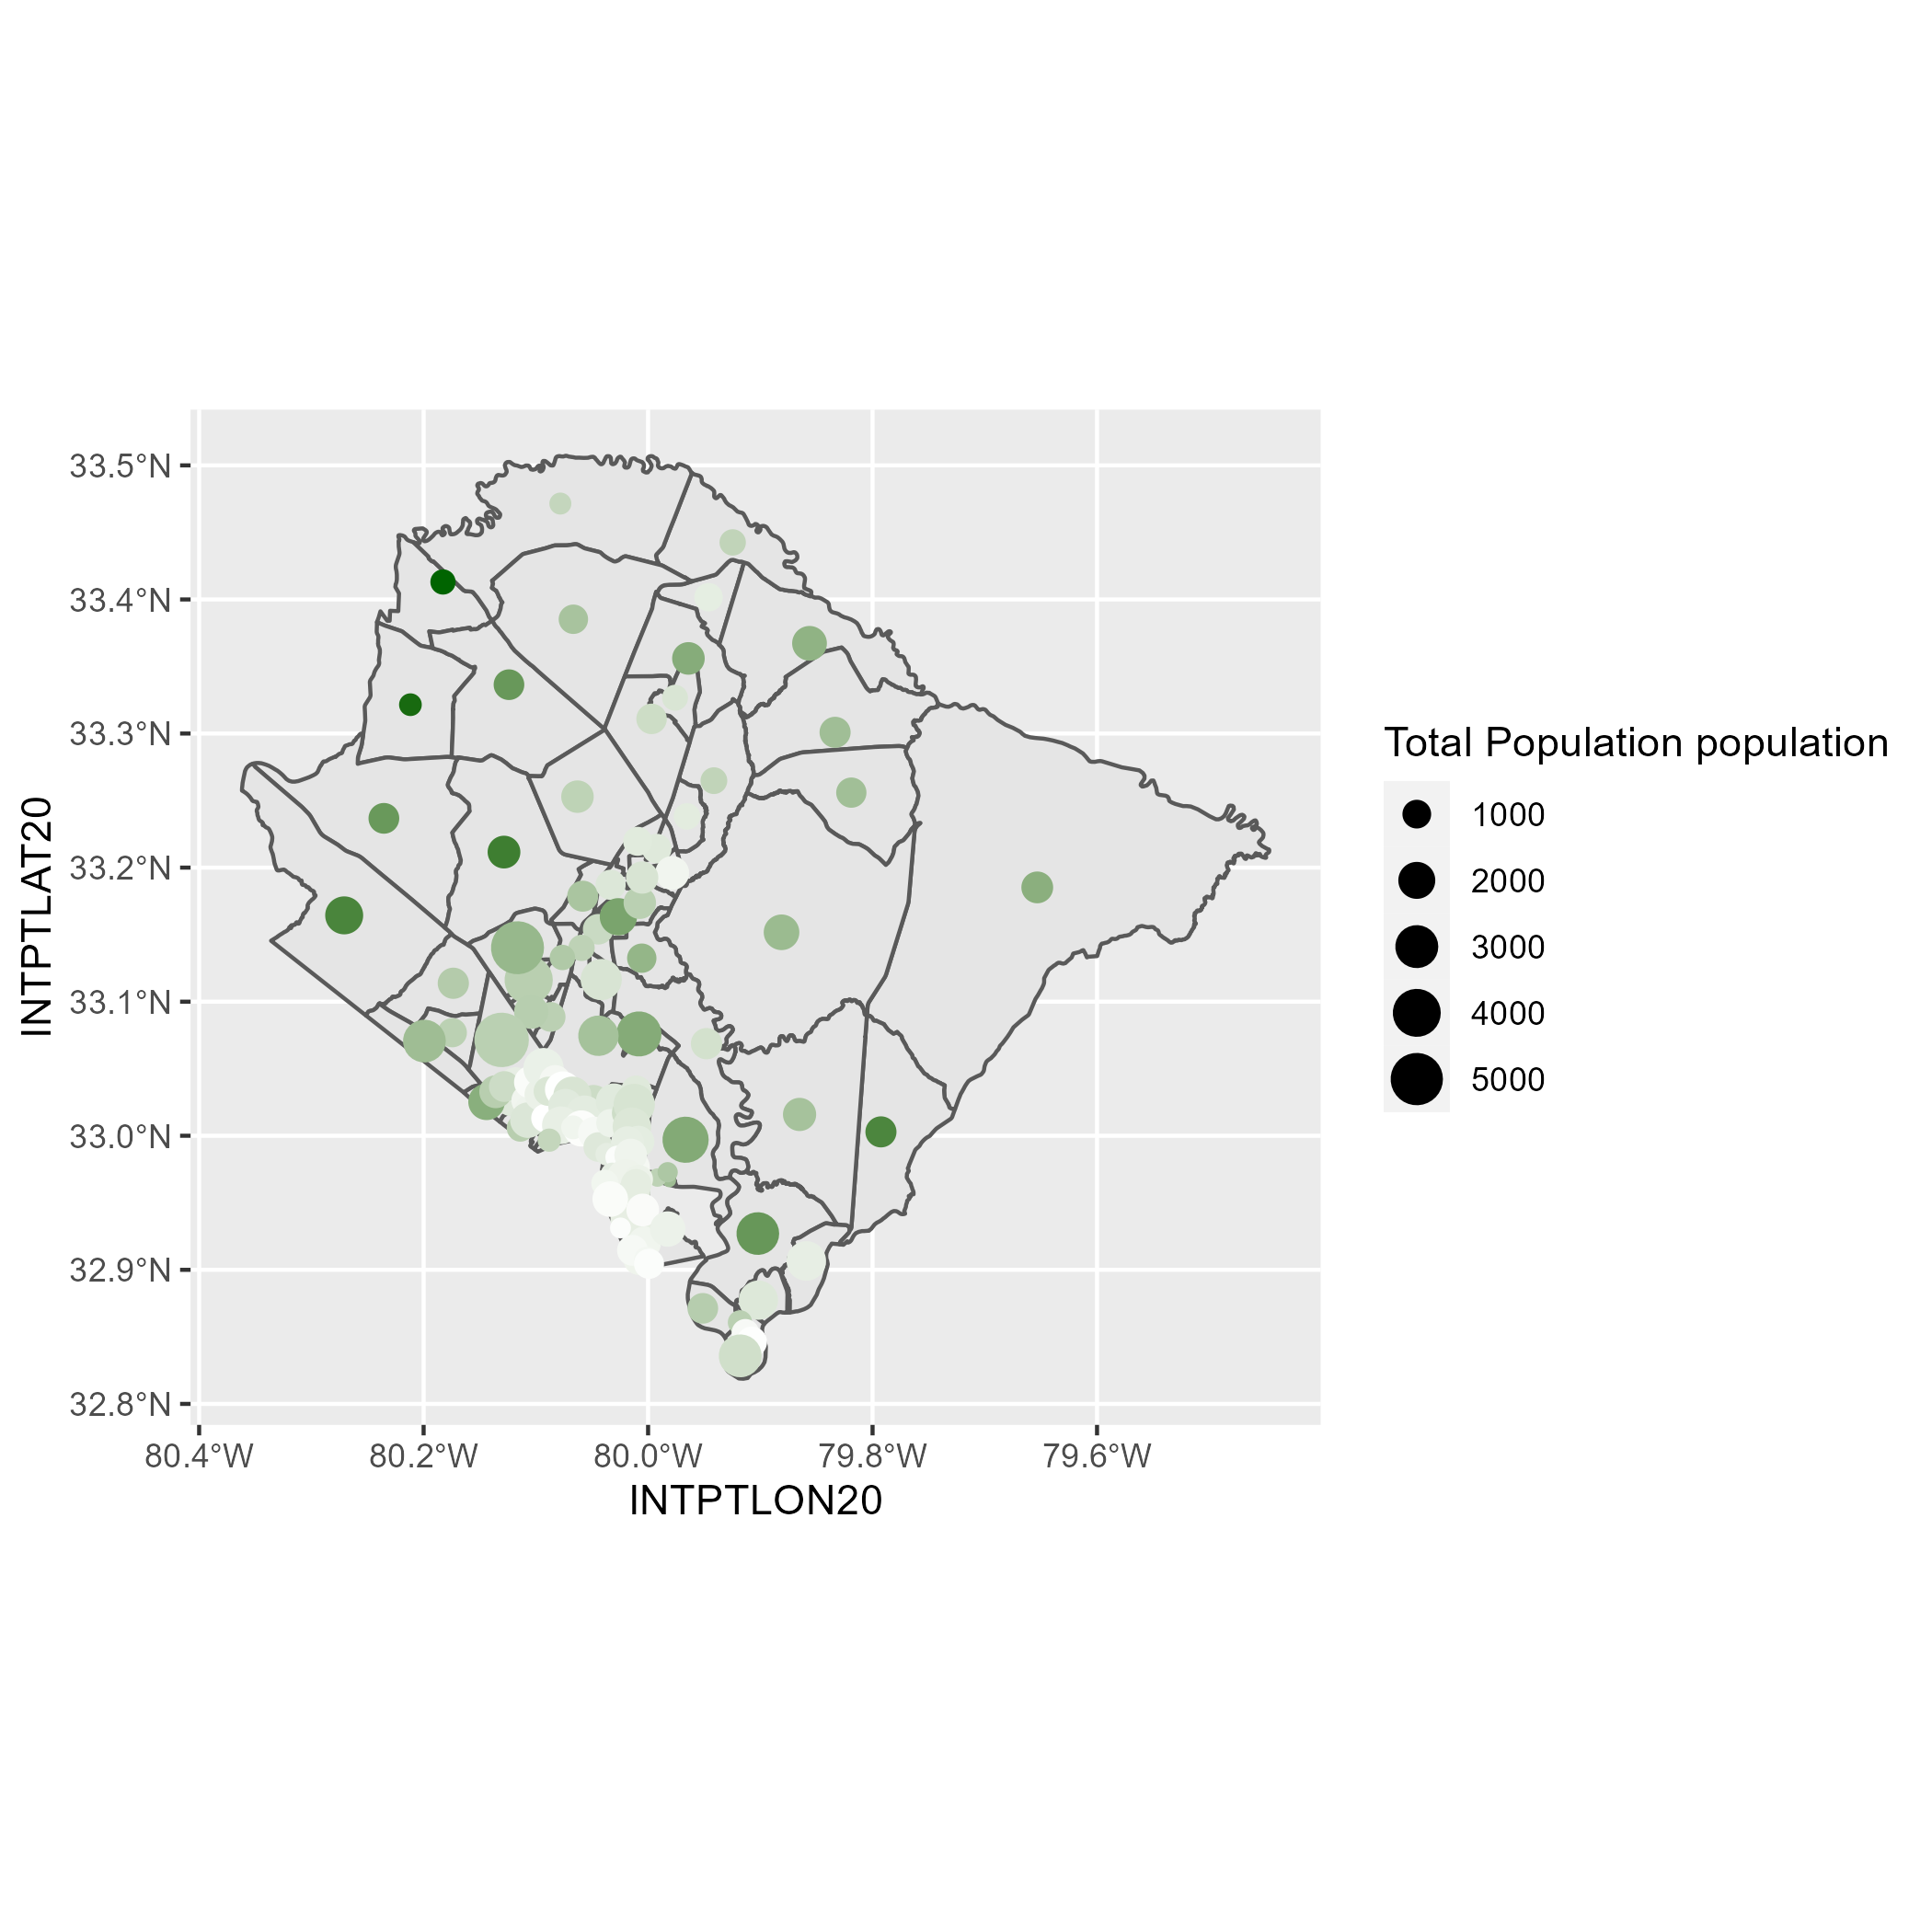 33.5°N
33.4°N
33.3°N
33.2°N
33.1°N
33.0°N
32.9°N
32.8°N
INTPTLAT20
80.4°W 80.2°W 80.0°W 79.8°W 79.6°W
INTPTLON20
Total Population population
1000
2000
3000
4000
5000